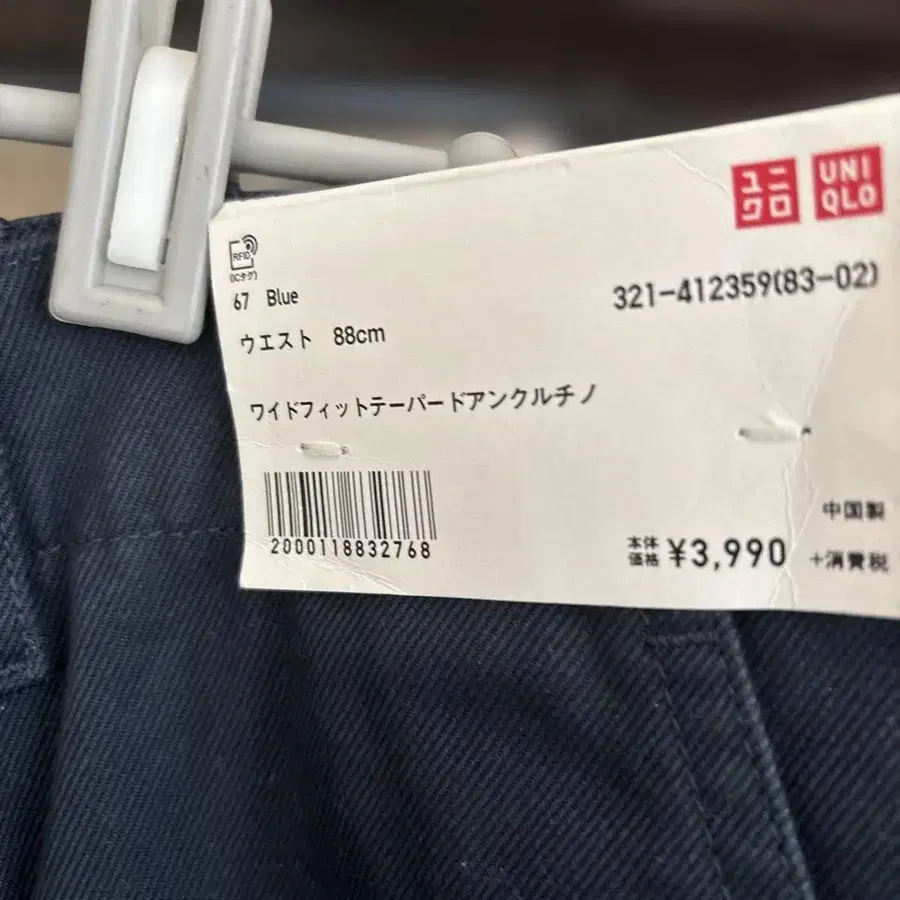 ユニ
クロ
UNI
QLO
RFID
(ICタグ)
67 Blue
321-412359(83-02)
ウエスト 88cm
ワイドフィットテーパードアンクルチノ
2000118832768
中国製
本体
価格 ¥3,990 +消費税